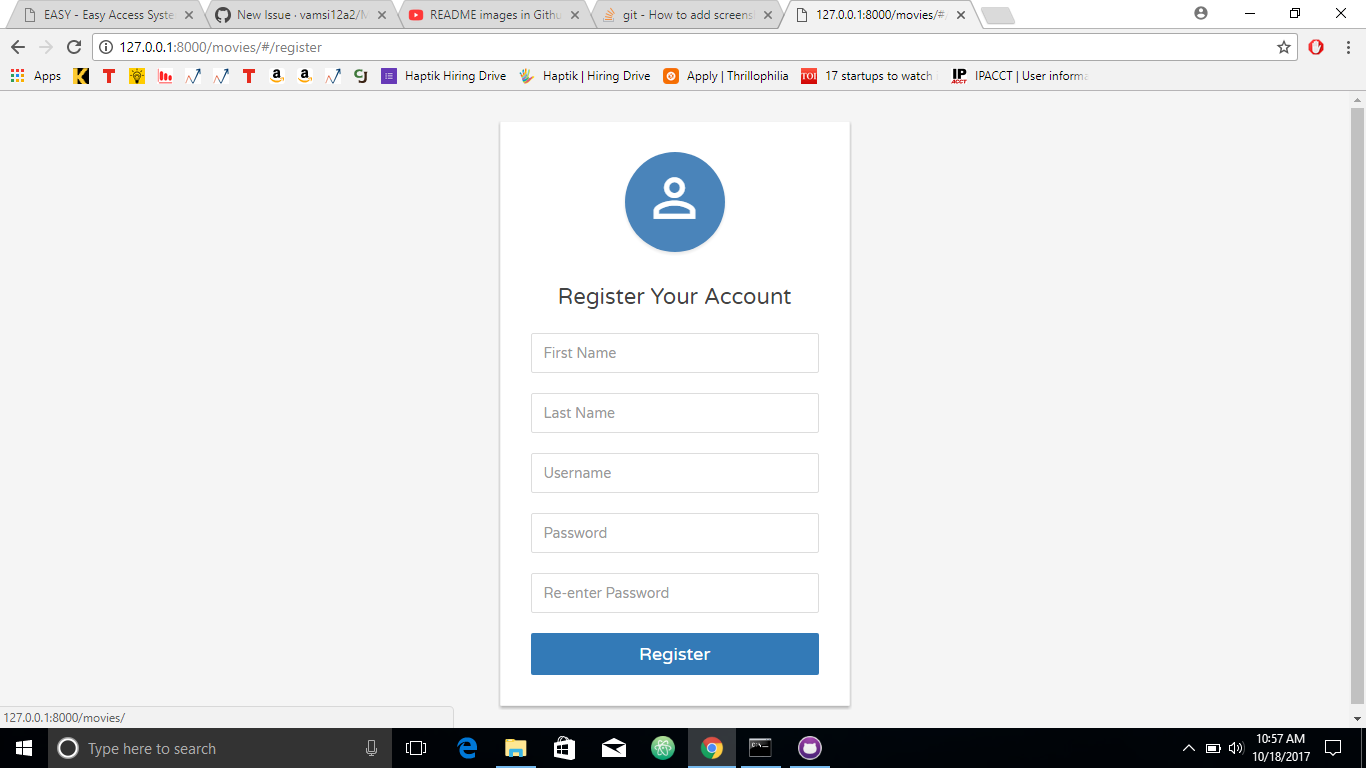 EASY - Easy Access Syste
New Issue · vamsi12a2/M
README images in Githu
git - How to add screens
127.0.0.1:8000/movies/#
127.0.0.1:8000/movies/#/register
Apps
Haptik Hiring Drive
Haptik | Hiring Drive
Apply | Thrillophilia
TOI
17 startups to watch
IP
ACCT
IPACCT | User informa
Register Your Account
First Name
Last Name
Username
Password
Re-enter Password
Register
127.0.0.1:8000/movies/
Type here to search
10:57 AM
10/18/2017